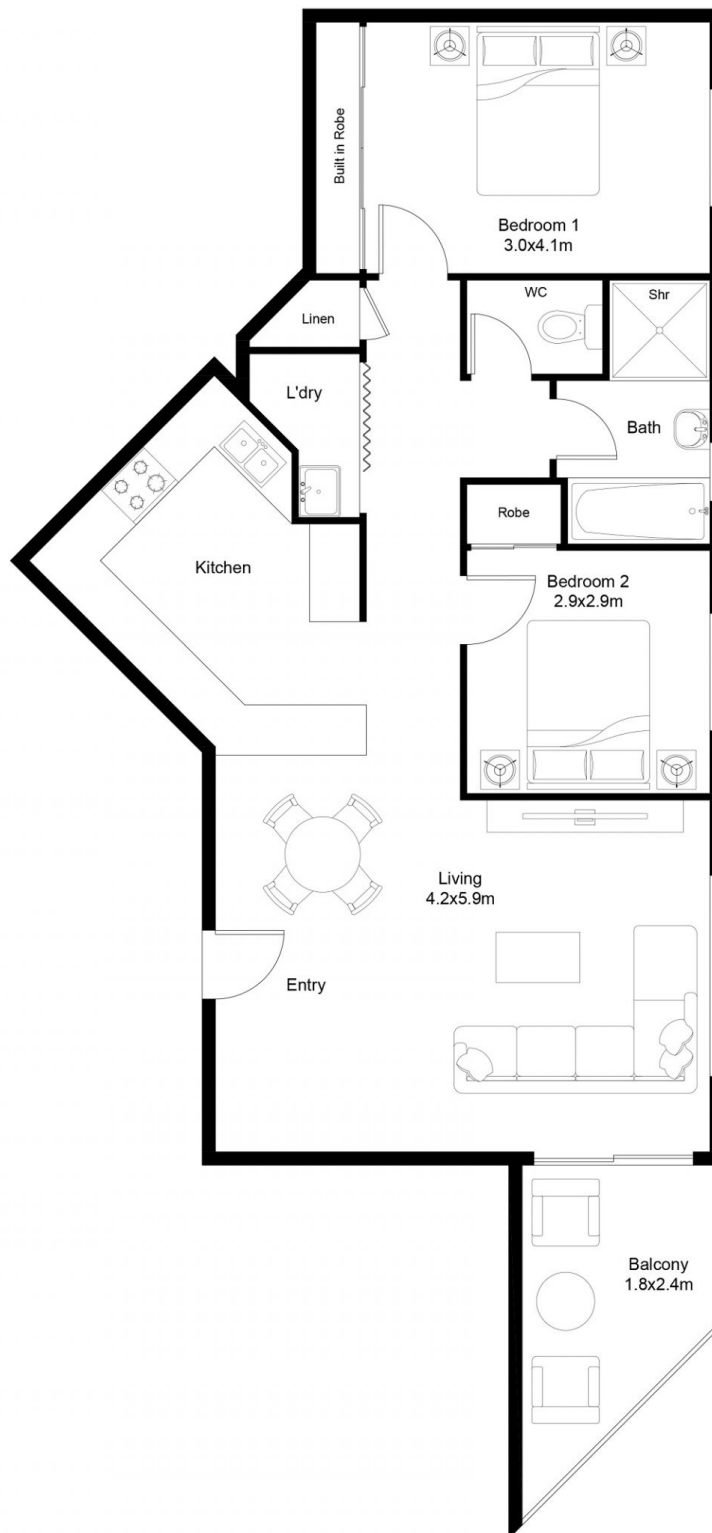 Built in Robe
Bedroom 1
3.0x4.1m
Linen
WC
Shr
L'dry
Bath
Robe
Kitchen
Bedroom 2
2.9x2.9m
Living
4.2x5.9m
Entry
Balcony
1.8x2.4m